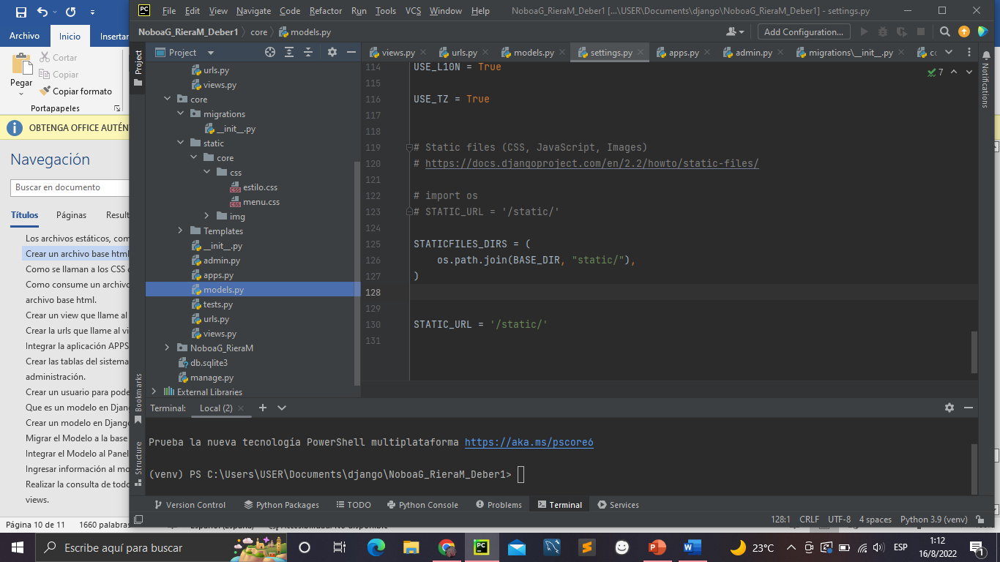 File Edit View Navigate Code Refactor Run Tools VCS Window Help NoboaG_RieraM_Deber1 [...\USER\Documents\django\NoboaG_RieraM_Deber1] - settings.py
Archivo Inicio Insertar
NoboaG_RieraM_Deber1 core models.py Add Configuration...
Pegar
Cortar
Copiar
Copiar formato
Portapapeles
OBTENGA OFFICE AUTÉN
Navegación
Buscar en documento
Títulos Páginas Result
Los archivos estáticos, com
Crear un archivo base html
Como se llaman a los CSS
Como consume un archivo
archivo base html.
Crear un view que llame al
Crear la urls que llame al vi
Integrar la aplicación APPS
Crear las tablas del sistema
administración.
Crear un usuario para pode
Que es un modelo en Djan
Crear un modelo en Django
Migrar el Modelo a la base
Integrar el Modelo al Panel
Ingresar información al mo
Realizar la consulta de todo
views.
Página 10 de 11 1660 palabras
Project
Bookmarks
Structure
Project
urls.py
views.py
core
migrations
__init__.py
static
core
css
estilo.css
menu.css
img
Templates
__init__.py
admin.py
apps.py
models.py
tests.py
urls.py
views.py
NoboaG_RieraM
db.sqlite3
manage.py
External Libraries
views.py urls.py models.py settings.py apps.py admin.py migrations\__init__.py
7
Notifications
114 USE_L10N = True
115
116 USE_TZ = True
117
118
119 # Static files (CSS, JavaScript, Images)
120 # https://docs.djangoproject.com/en/2.2/howto/static-files/
121
122 # import os
123 # STATIC_URL = '/static/'
124
125 STATICFILES_DIRS = (
126 os.path.join(BASE_DIR, "static/"),
127 )
128
129
130 STATIC_URL = '/static/'
131
Terminal: Local (2)
Prueba la nueva tecnología PowerShell multiplataforma https://aka.ms/pscore6
(venv) PS C:\Users\USER\Documents\django\NoboaG_RieraM_Deber1>
Version Control Python Packages TODO Python Console Problems Terminal Services
128:1 CRLF UTF-8 4 spaces Python 3.9 (venv)
Escribe aquí para buscar
23°C ESP
1:12
16/8/2022
1